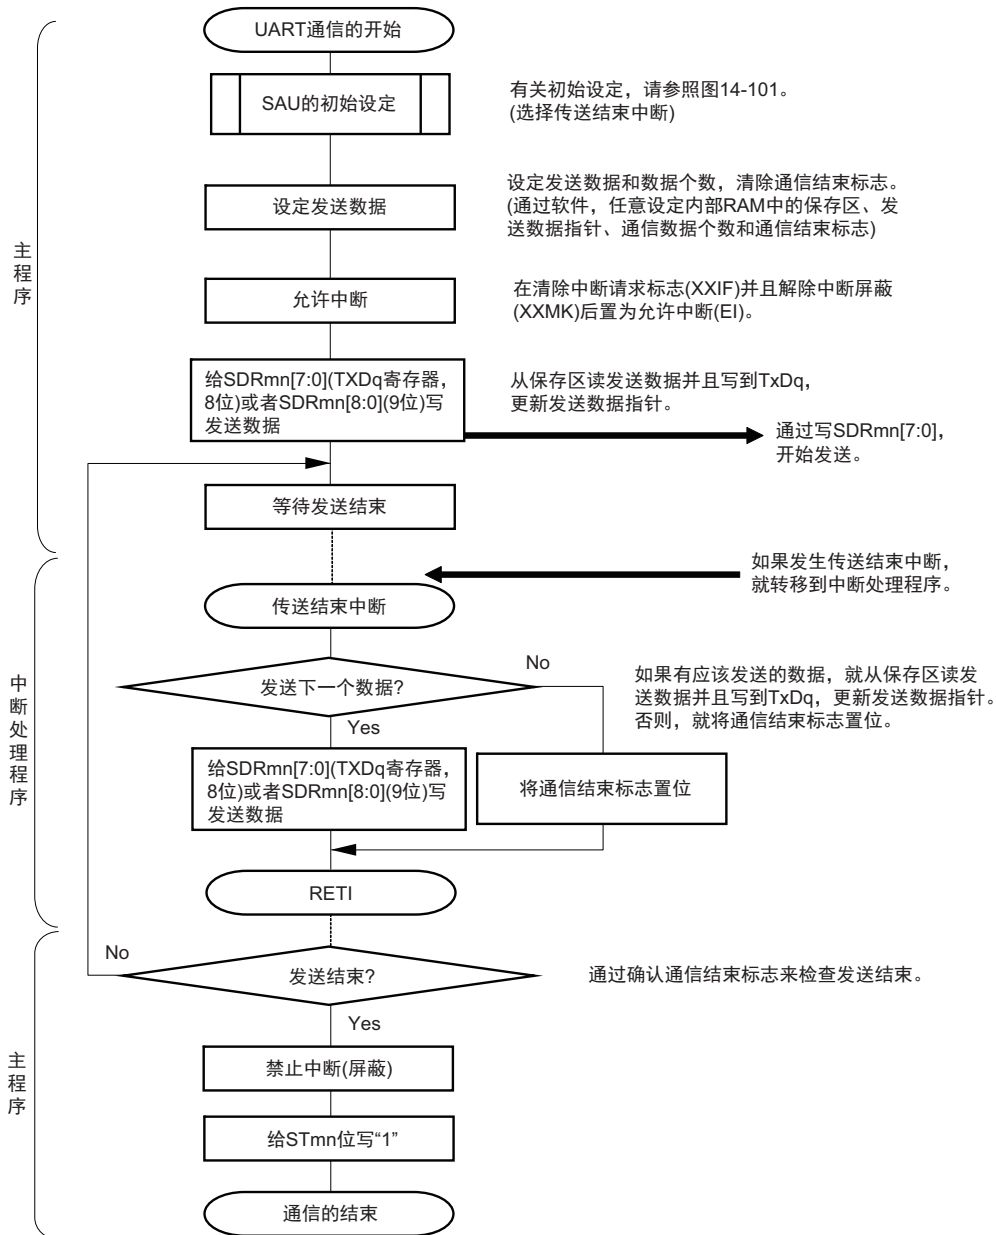 UART通信的开始
SAU的初始设定
有关初始设定，请参照图14-101。
(选择传送结束中断)
设定发送数据
设定发送数据和数据个数，清除通信结束标志。
(通过软件，任意设定内部RAM中的保存区、发
送数据指针、通信数据个数和通信结束标志)
主程序
允许中断
在清除中断请求标志(XXIF)并且解除中断屏蔽
(XXMK)后置为允许中断(EI)。
给SDRmn[7:0](TXDq寄存器，
8位)或者SDRmn[8:0](9位)写
发送数据
从保存区读发送数据并且写到TxDq，
更新发送数据指针。
通过写SDRmn[7:0]，
开始发送。
等待发送结束
如果发生传送结束中断，
就转移到中断处理程序。
传送结束中断
中断处理程序
发送下一个数据?
No
Yes
如果有应该发送的数据，就从保存区读发
送数据并且写到TxDq，更新发送数据指针。
否则，就将通信结束标志置位。
给SDRmn[7:0](TXDq寄存器，
8位)或者SDRmn[8:0](9位)写
发送数据
将通信结束标志置位
RETI
No
发送结束?
通过确认通信结束标志来检查发送结束。
Yes
主程序
禁止中断(屏蔽)
给STmn位写“1”
通信的结束